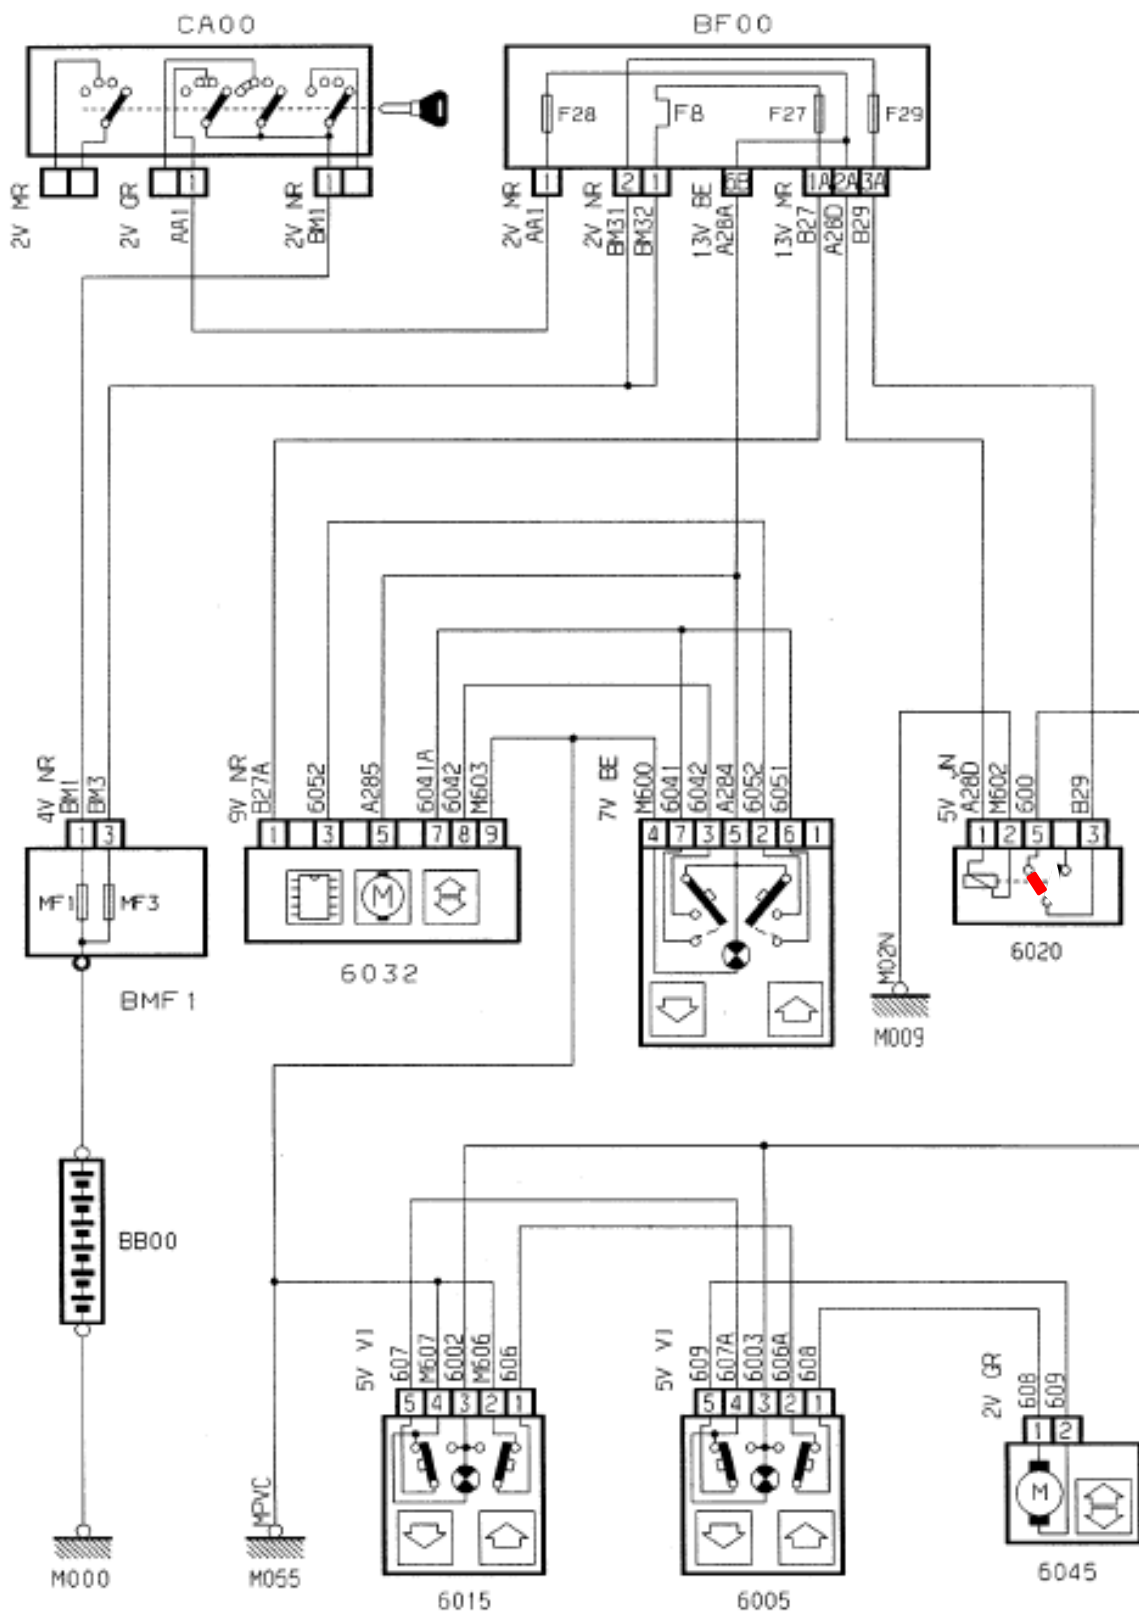 CA00
BF00
F28
F8
F27
F29
1
1
1
2
1
5B
1A
2A
3A
2V MR
2V GR
AA1
2V NR
BM1
2V MR
AA1
2V NR
BM31
BM32
13V BE
A28A
13V MR
B27
A28D
B29
4V NR
BM1
BM3
9V NR
B27A
6052
A285
6041A
6042
M603
7V BE
M600
6041
6042
A284
6052
6051
5V JN
A28D
M602
600
B29
1 3
1 3 5 7 8 9
4 7 3 5 2 6 1
1 2 5 3
MF1
MF3
M
6032
BMF1
6020
M02N
M009
BB00
5V VI
607
M607
6002
M606
606
5V VI
609
607A
6003
606A
608
2V GR
608
609
5 4 3 2 1
5 4 3 2 1
1 2
M
MPVC
M000
M055
6015
6005
6045